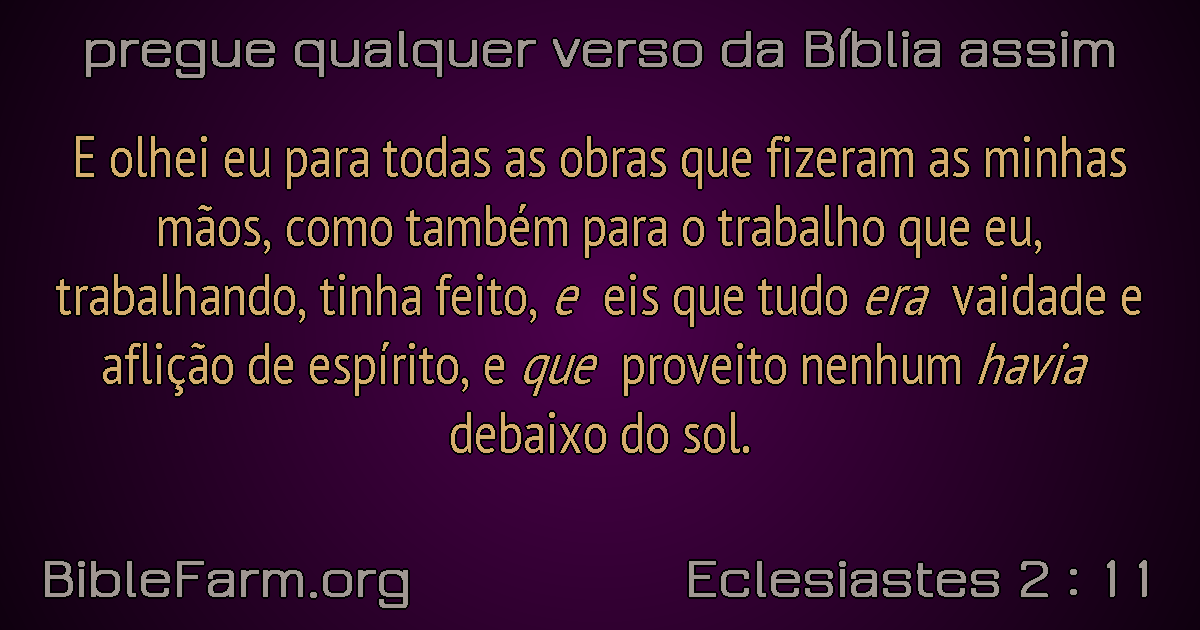 pregue qualquer verso da Bíblia assim
E olhei eu para todas as obras que fizeram as minhas
mãos, como também para o trabalho que eu,
trabalhando, tinha feito, e eis que tudo era vaidade e
aflição de espírito, e que proveito nenhum havia
debaixo do sol.
BibleFarm.org
Eclesiastes 2 : 11